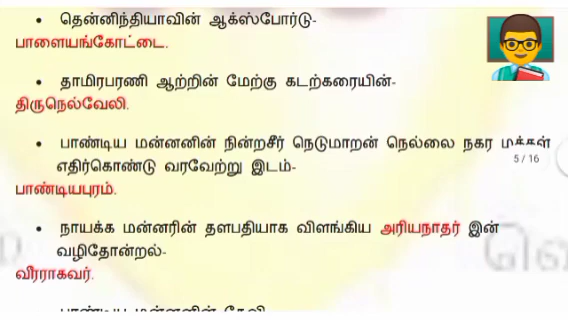 தென்னிந்தியாவின் ஆக்ஸ்போர்டு-
பாளையங்கோட்டை.
தாமிரபரணி ஆற்றின் மேற்கு கடற்கரையின்-
திருநெல்வேலி.
பாண்டிய மன்னனின் நின்றசீர் நெடுமாறன் நெல்லை நகர மக்கள்
எதிர்கொண்டு வரவேற்று இடம்-
5 / 16
பாண்டியபுரம்.
நாயக்க மன்னரின் தளபதியாக விளங்கிய அரியநாதர் இன்
வழிதோன்றல்-
வீரராகவர்.